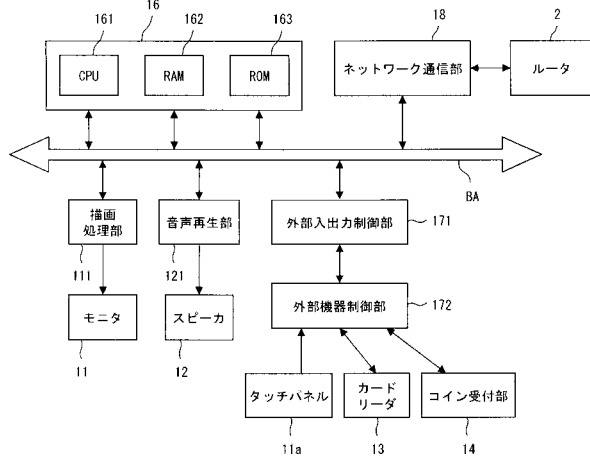 16
161
162
163
18
2
CPU
RAM
ROM
ネットワーク通信部
ルータ
BA
描画
処理部
音声再生部
外部入出力制御部
171
111
121
モニタ
スピーカ
外部機器制御部
172
11
12
タッチパネル
カード
リーダ
コイン受付部
11a
13
14